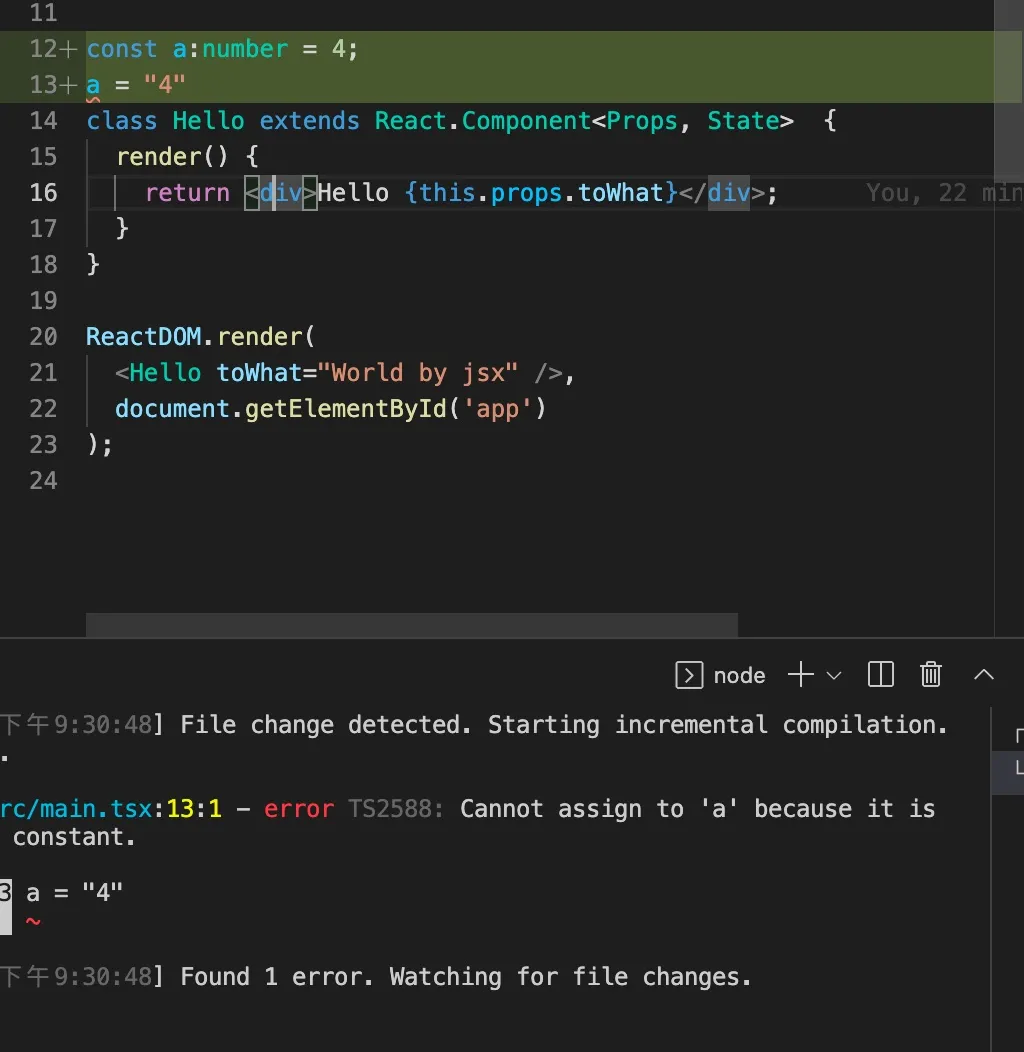 11
12+ const a:number = 4;
13+ a = "4"
14 class Hello extends React.Component<Props, State>  {
15   render() {
16     return <div>Hello {this.props.toWhat}</div>; You, 22 min
17   }
18 }
19
20 ReactDOM.render(
21   <Hello toWhat="World by jsx" />,
22   document.getElementById('app')
23 );
24
node
下午9:30:48] File change detected. Starting incremental compilation.
.
rc/main.tsx:13:1 - error TS2588: Cannot assign to 'a' because it is
 constant.
3 a = "4"
~
下午9:30:48] Found 1 error. Watching for file changes.